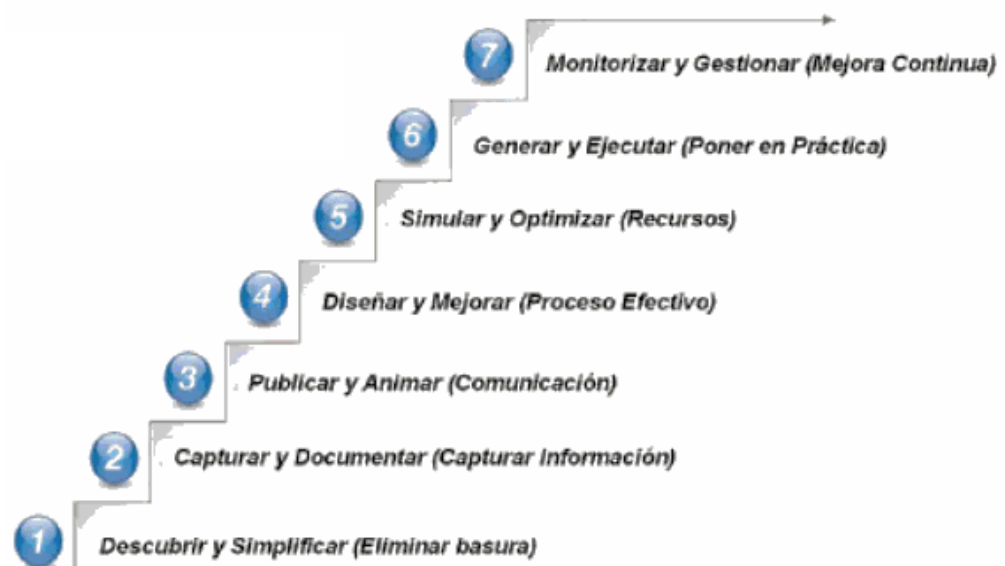 7
Monitorizar y Gestionar (Mejora Continua)
6
Generar y Ejecutar (Poner en Práctica)
5
Simular y Optimizar (Recursos)
4
Diseñar y Mejorar (Proceso Efectivo)
3
Publicar y Animar (Comunicación)
2
Capturar y Documentar (Capturar Información)
1
Descubrir y Simplificar (Eliminar basura)